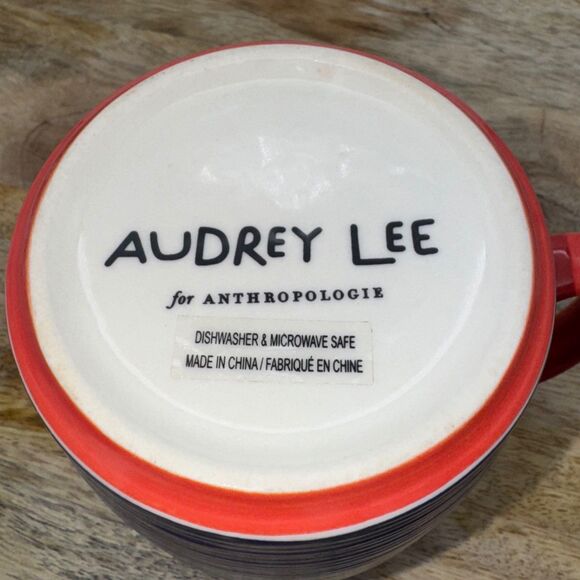 AUDREY LEE
for ANTHROPOLOGIE
DISHWASHER & MICROWAVE SAFE
MADE IN CHINA / FABRIQUÉ EN CHINE